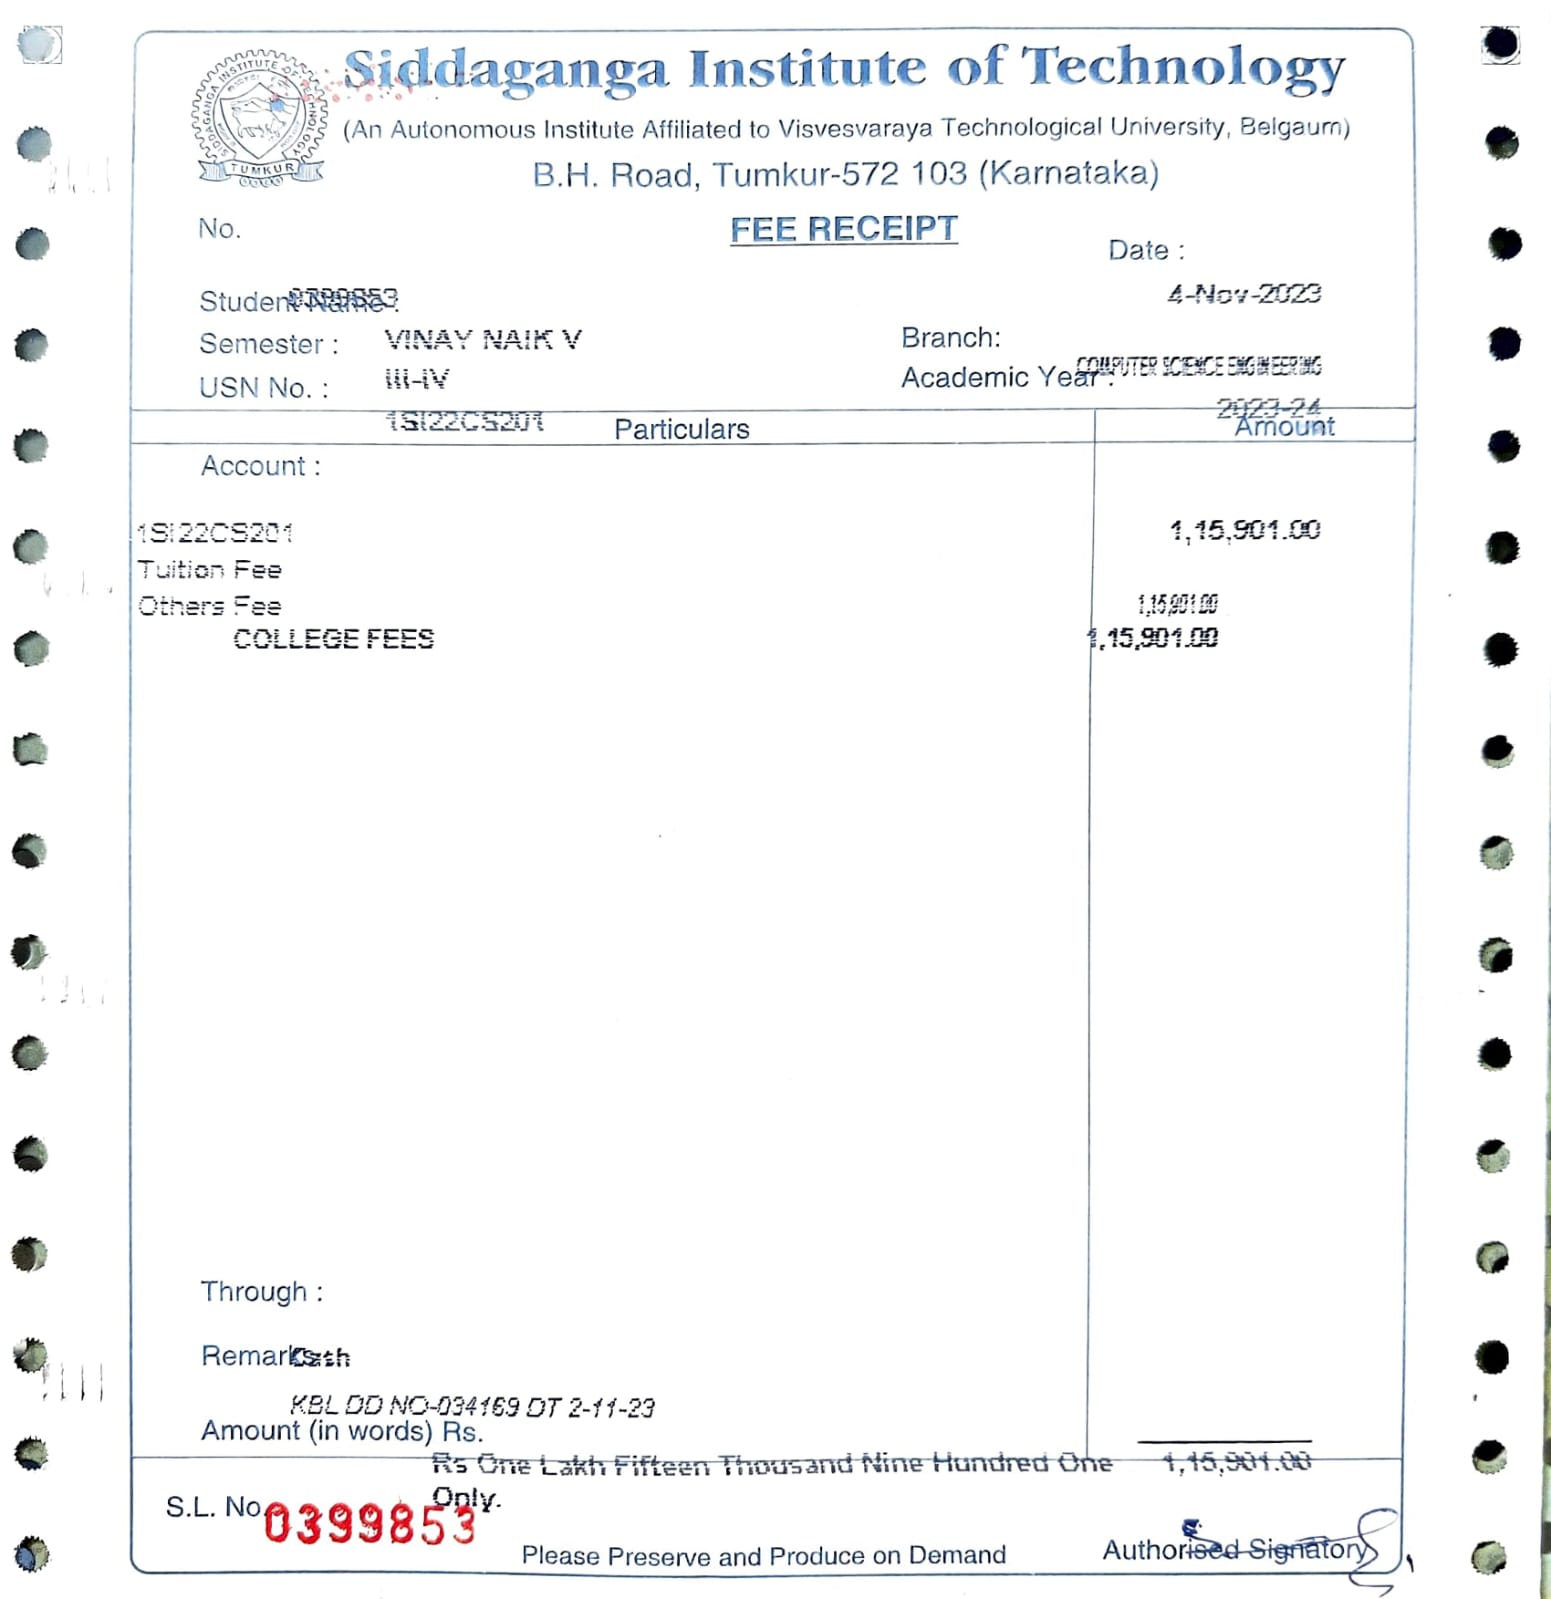 Siddaganga Institute of Technology
(An Autonomous Institute Affiliated to Visvesvaraya Technological University, Belgaum)
B.H. Road, Tumkur-572 103 (Karnataka)
SIDDAGANGA INSTITUTE OF TECHNOLOGY
TUMKUR
No.
FEE RECEIPT
Date :
Student Name : 0399853
4-Nov-2023
Semester : VINAY NAIK V
Branch:
COMPUTER SCIENCE ENGINEERING
USN No. : III-IV
Academic Year :
1SI22CS201
2023-24
Particulars
Amount
Account :
1SI22CS201 1,15,901.00
Tuition Fee
Others Fee 1,15,901.00
COLLEGE FEES 1,15,901.00
Through :
Remarks: Cash
KBL DD NO-034169 DT 2-11-23
Amount (in words) Rs.
Rs One Lakh Fifteen Thousand Nine Hundred One 1,15,901.00
Only.
S.L. No. 0399853
Please Preserve and Produce on Demand
Authorised Signatory